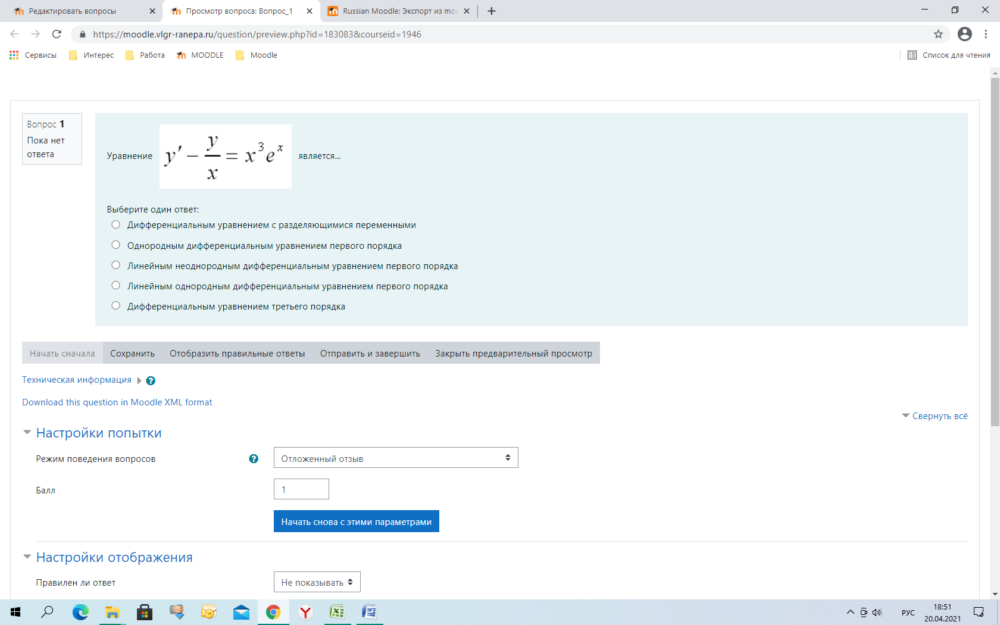 Редактировать вопросы
Просмотр вопроса: Вопрос_1
Russian Moodle: Экспорт из moo
https://moodle.vlgr-ranepa.ru/question/preview.php?id=183083&courseid=1946
Сервисы
Интерес
Работа
MOODLE
Moodle
Список для чтения
Вопрос 1
Пока нет
ответа
Уравнение y′ − y/x = x³eˣ является...
Выберите один ответ:
Дифференциальным уравнением с разделяющимися переменными
Однородным дифференциальным уравнением первого порядка
Линейным неоднородным дифференциальным уравнением первого порядка
Линейным однородным дифференциальным уравнением первого порядка
Дифференциальным уравнением третьего порядка
Начать сначала
Сохранить
Отобразить правильные ответы
Отправить и завершить
Закрыть предварительный просмотр
Техническая информация
Download this question in Moodle XML format
Свернуть всё
Настройки попытки
Режим поведения вопросов
Отложенный отзыв
Балл
1
Начать снова с этими параметрами
Настройки отображения
Правилен ли ответ
Не показывать
РУС
18:51
20.04.2021